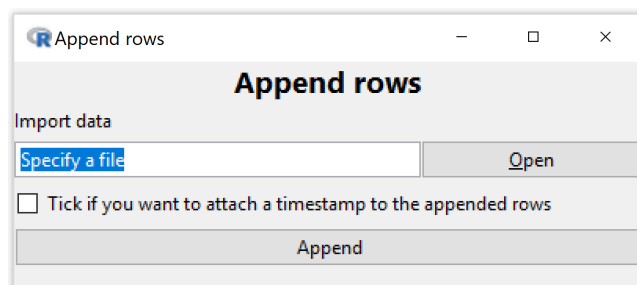 Append rows
Append rows
Import data
Specify a file Open
Tick if you want to attach a timestamp to the appended rows
Append